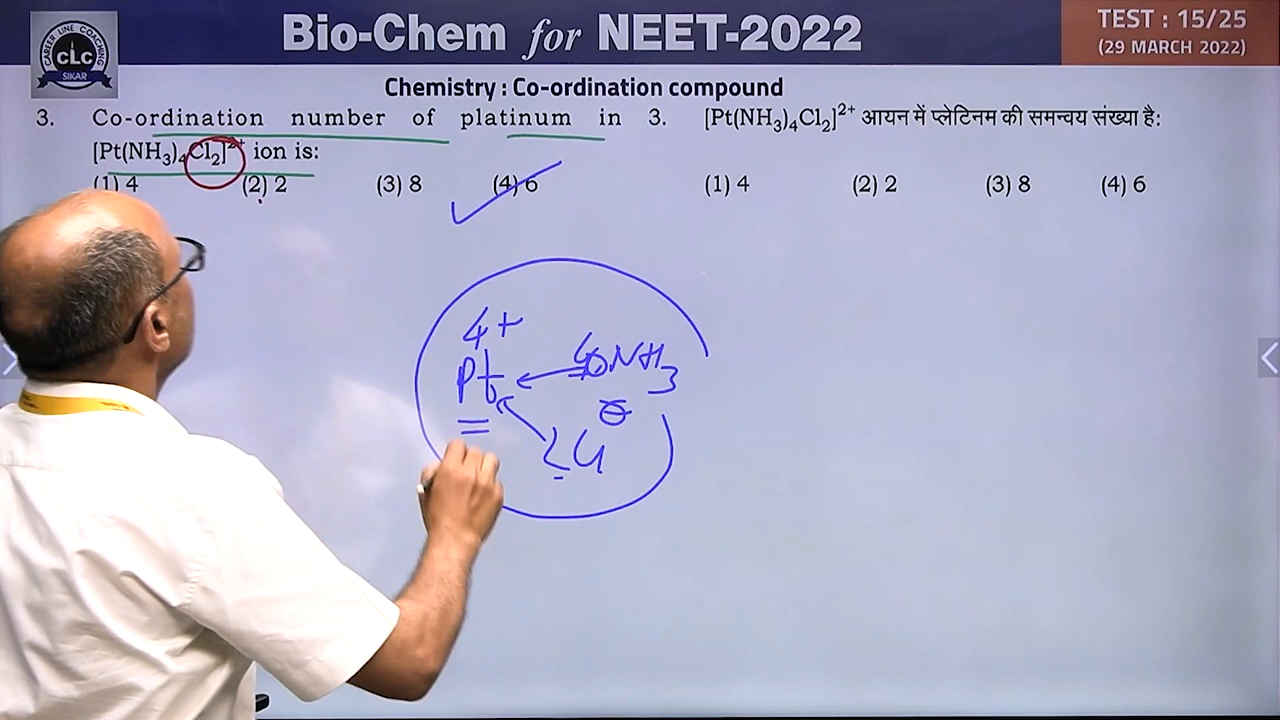 CAREER LINE COACHING
CLC
SIKAR
Bio-Chem for NEET-2022
TEST : 15/25
(29 MARCH 2022)
Chemistry : Co-ordination compound
3. Co-ordination number of platinum in
[Pt(NH₃)₄Cl₂]²⁺ ion is:
(1) 4 (2) 2 (3) 8 (4) 6
3. [Pt(NH₃)₄Cl₂]²⁺ आयन में प्लेटिनम की समन्वय संख्या है:
(1) 4 (2) 2 (3) 8 (4) 6
4+
Pt
NH₃
2Cl